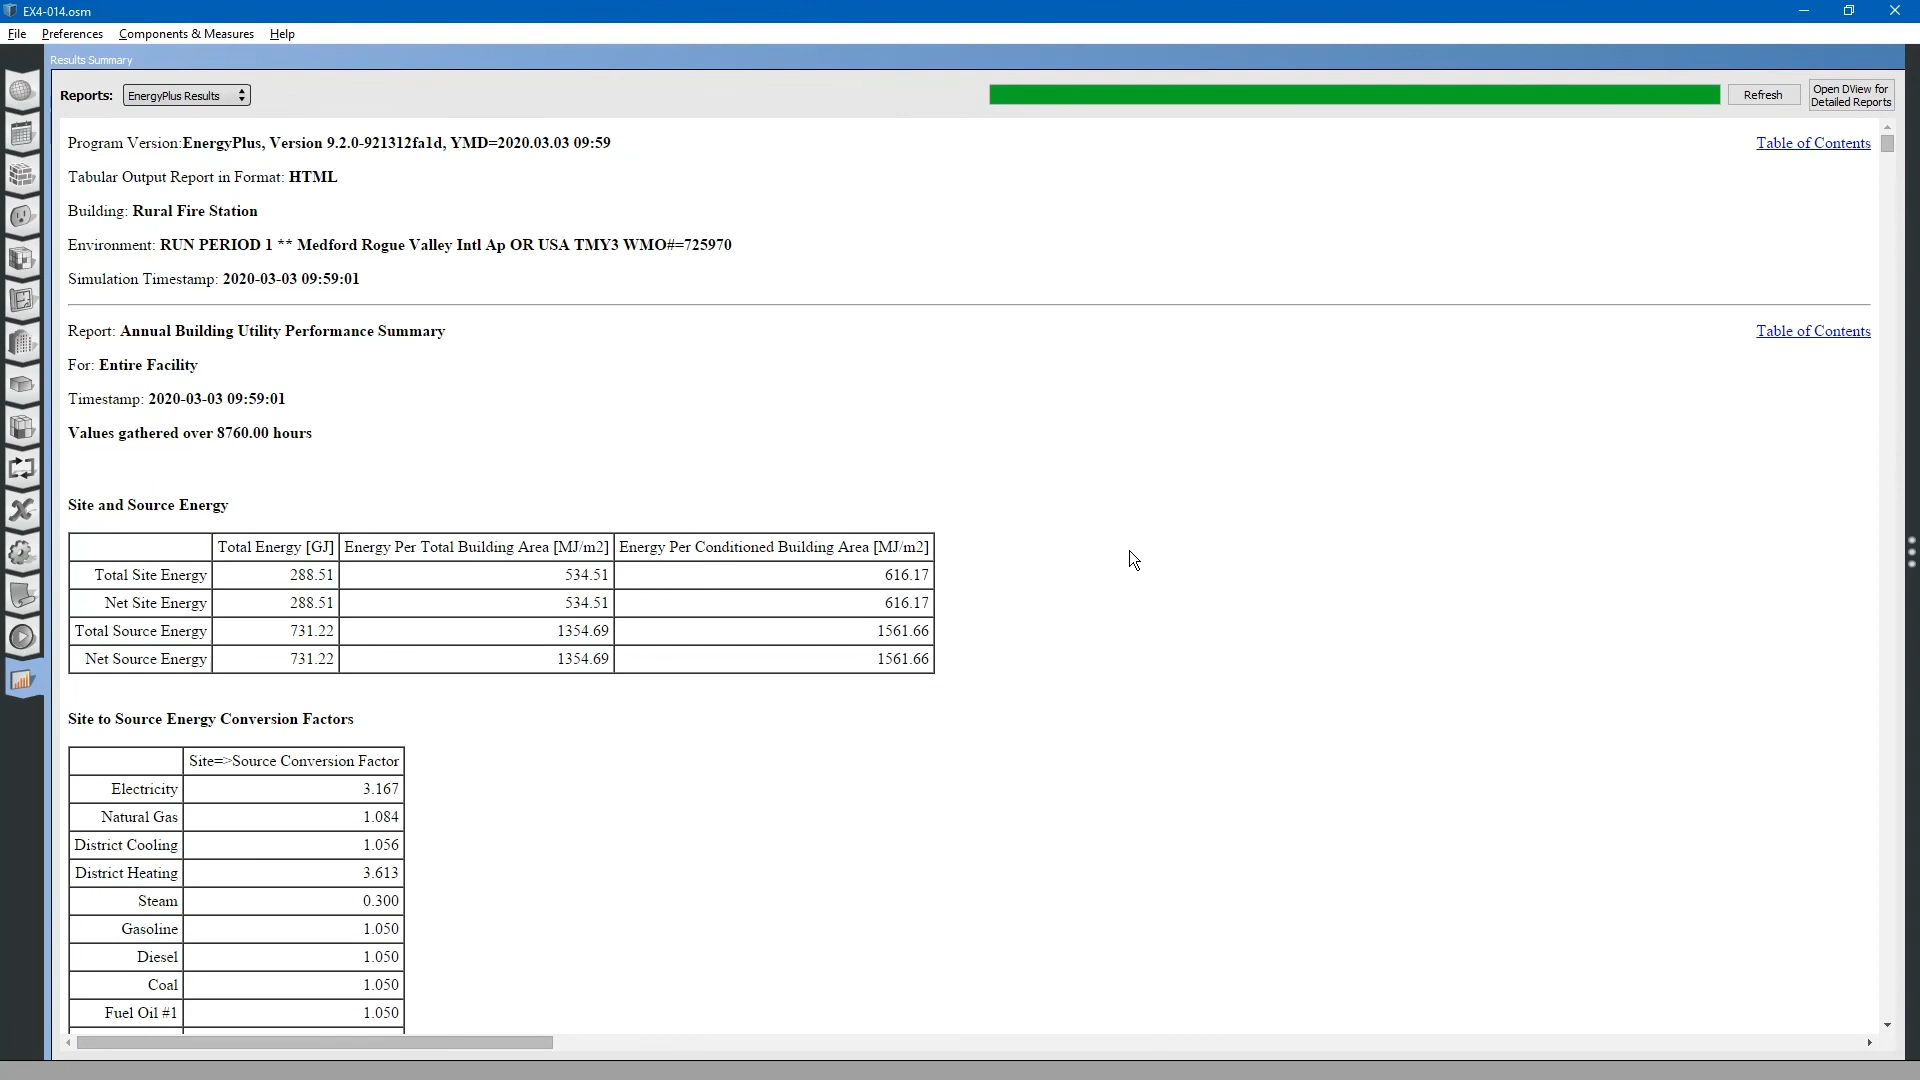 EX4-014.osm
File Preferences Components & Measures Help
Results Summary
Reports: EnergyPlus Results Refresh Open DView for
Detailed Reports
Program Version:EnergyPlus, Version 9.2.0-921312fa1d, YMD=2020.03.03 09:59 Table of Contents
Tabular Output Report in Format: HTML
Building: Rural Fire Station
Environment: RUN PERIOD 1 ** Medford Rogue Valley Intl Ap OR USA TMY3 WMO#=725970
Simulation Timestamp: 2020-03-03 09:59:01
Report: Annual Building Utility Performance Summary Table of Contents
For: Entire Facility
Timestamp: 2020-03-03 09:59:01
Values gathered over 8760.00 hours
Site and Source Energy
Total Energy [GJ] Energy Per Total Building Area [MJ/m2] Energy Per Conditioned Building Area [MJ/m2]
Total Site Energy 288.51 534.51 616.17
Net Site Energy 288.51 534.51 616.17
Total Source Energy 731.22 1354.69 1561.66
Net Source Energy 731.22 1354.69 1561.66
Site to Source Energy Conversion Factors
Site=>Source Conversion Factor
Electricity 3.167
Natural Gas 1.084
District Cooling 1.056
District Heating 3.613
Steam 0.300
Gasoline 1.050
Diesel 1.050
Coal 1.050
Fuel Oil #1 1.050